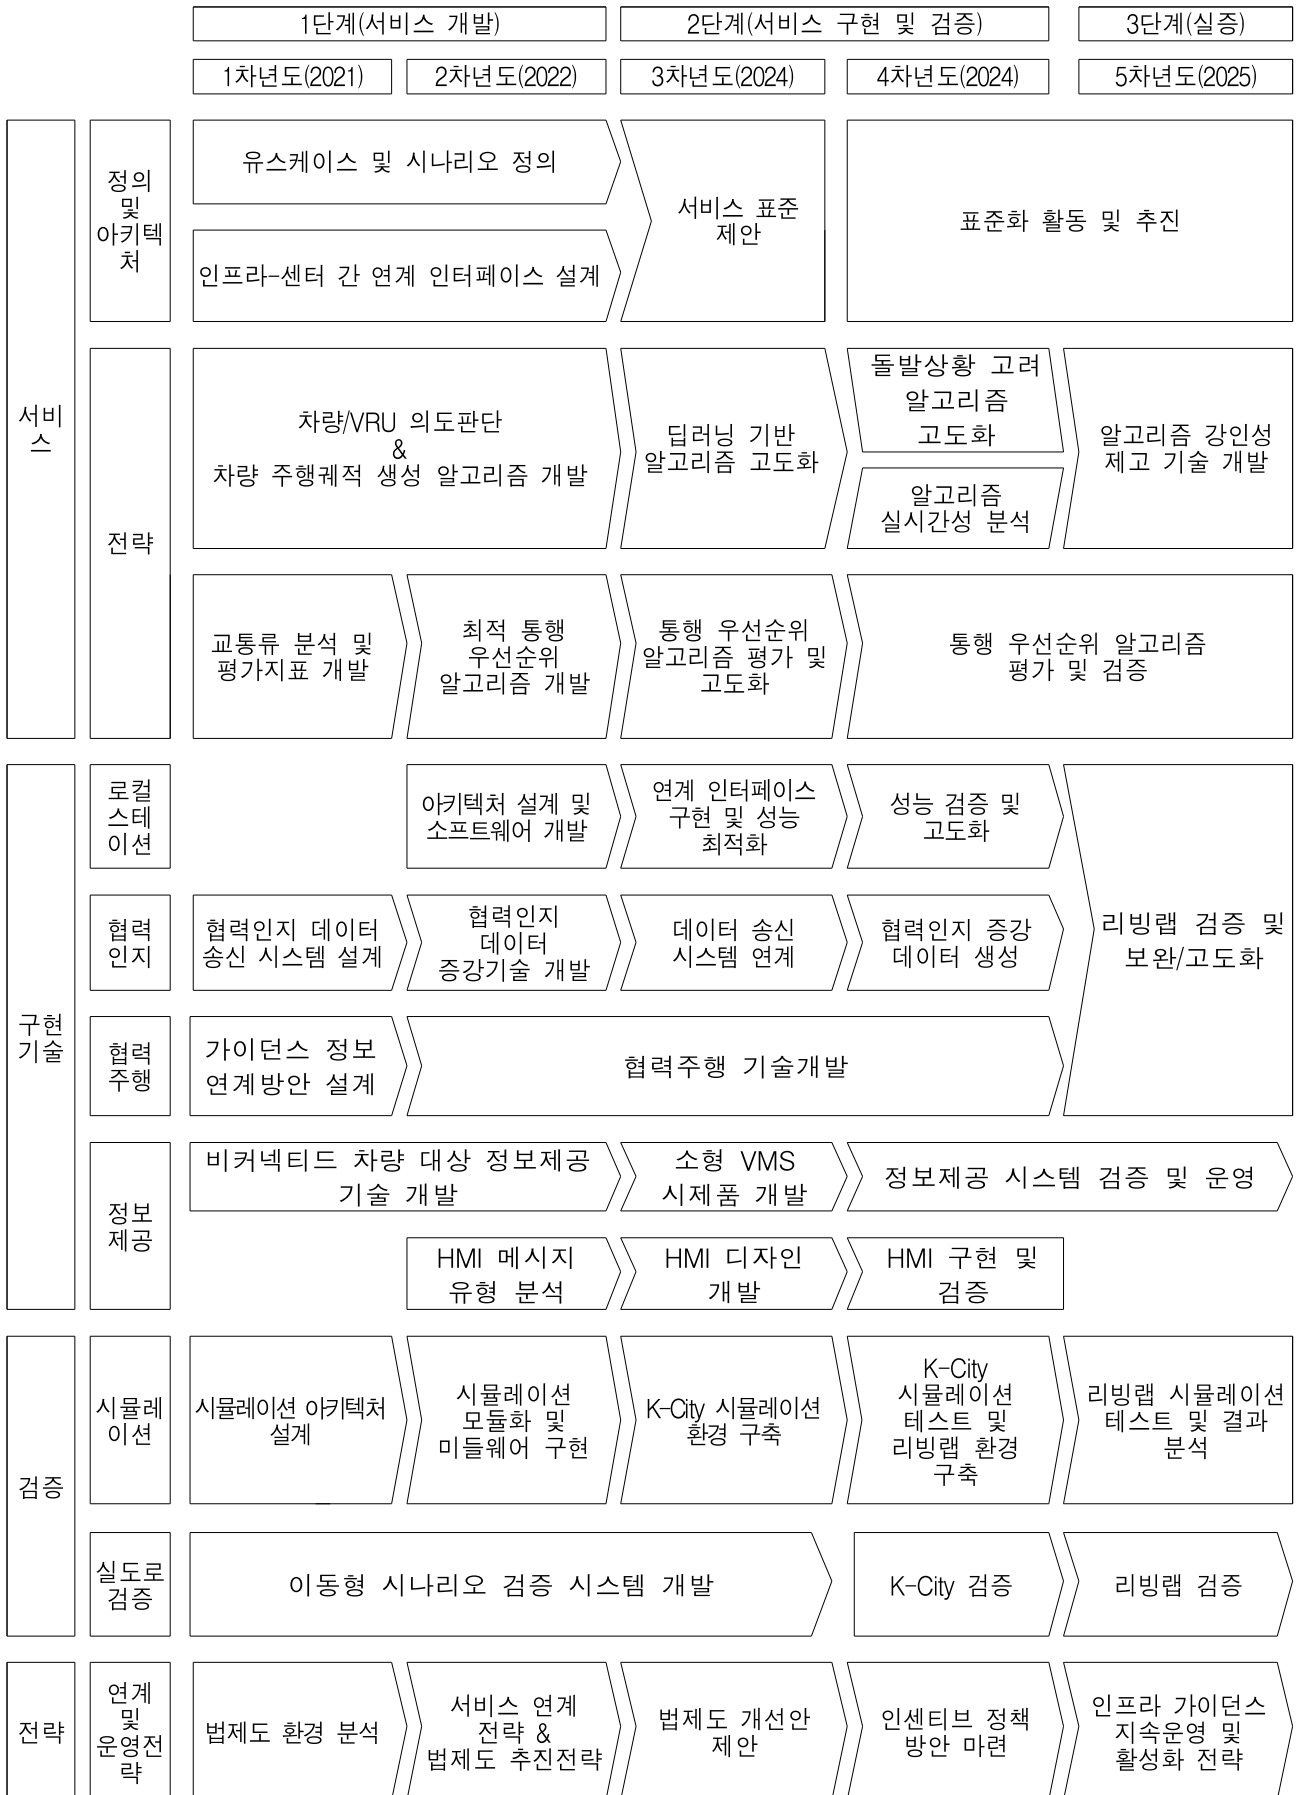 1단계(서비스 개발)
2단계(서비스 구현 및 검증)
3단계(실증)
1차년도(2021)
2차년도(2022)
3차년도(2024)
4차년도(2024)
5차년도(2025)
서비
스
정의
및
아키텍
처
유스케이스 및 시나리오 정의
인프라-센터 간 연계 인터페이스 설계
서비스 표준
제안
표준화 활동 및 추진
전략
차량/VRU 의도판단
&
차량 주행궤적 생성 알고리즘 개발
딥러닝 기반
알고리즘 고도화
돌발상황 고려
알고리즘
고도화
알고리즘
실시간성 분석
알고리즘 강인성
제고 기술 개발
교통류 분석 및
평가지표 개발
최적 통행
우선순위
알고리즘 개발
통행 우선순위
알고리즘 평가 및
고도화
통행 우선순위 알고리즘
평가 및 검증
구현
기술
로컬
스테
이션
아키텍처 설계 및
소프트웨어 개발
연계 인터페이스
구현 및 성능
최적화
성능 검증 및
고도화
리빙랩 검증 및
보완/고도화
협력
인지
협력인지 데이터
송신 시스템 설계
협력인지
데이터
증강기술 개발
데이터 송신
시스템 연계
협력인지 증강
데이터 생성
협력
주행
가이던스 정보
연계방안 설계
협력주행 기술개발
정보
제공
비커넥티드 차량 대상 정보제공
기술 개발
소형 VMS
시제품 개발
정보제공 시스템 검증 및 운영
HMI 메시지
유형 분석
HMI 디자인
개발
HMI 구현 및
검증
검증
시뮬레
이션
시뮬레이션 아키텍처
설계
시뮬레이션
모듈화 및
미들웨어 구현
K-City 시뮬레이션
환경 구축
K-City
시뮬레이션
테스트 및
리빙랩 환경
구축
리빙랩 시뮬레이션
테스트 및 결과
분석
실도로
검증
이동형 시나리오 검증 시스템 개발
K-City 검증
리빙랩 검증
전략
연계
및
운영전
략
법제도 환경 분석
서비스 연계
전략 &
법제도 추진전략
법제도 개선안
제안
인센티브 정책
방안 마련
인프라 가이던스
지속운영 및
활성화 전략